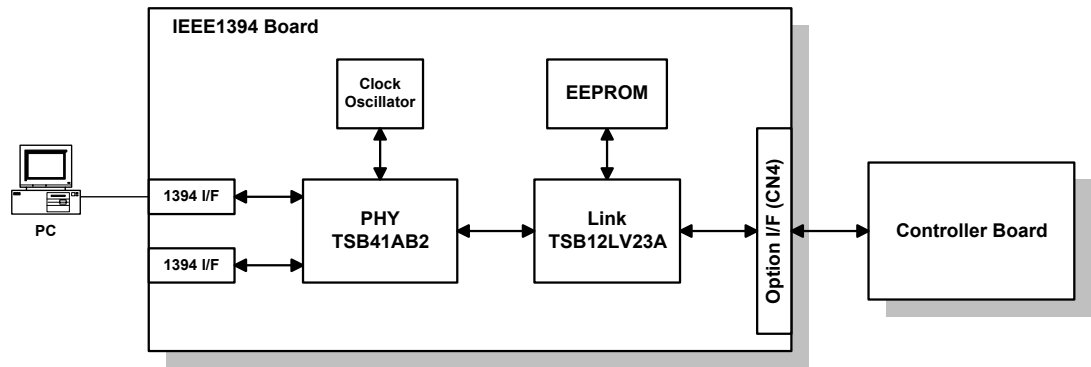 IEEE1394 Board
Clock
Oscillator
EEPROM
1394 I/F
PHY
TSB41AB2
Link
TSB12LV23A
Option I/F (CN4)
Controller Board
PC
1394 I/F